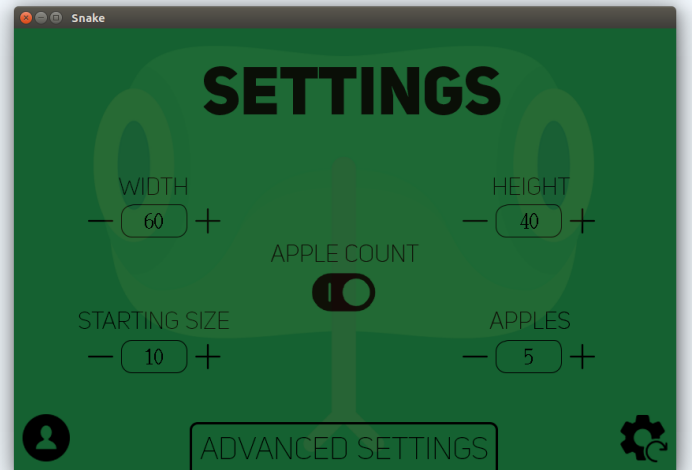 Snake
SETTINGS
WIDTH
60
HEIGHT
40
APPLE COUNT
STARTING SIZE
10
APPLES
5
ADVANCED SETTINGS